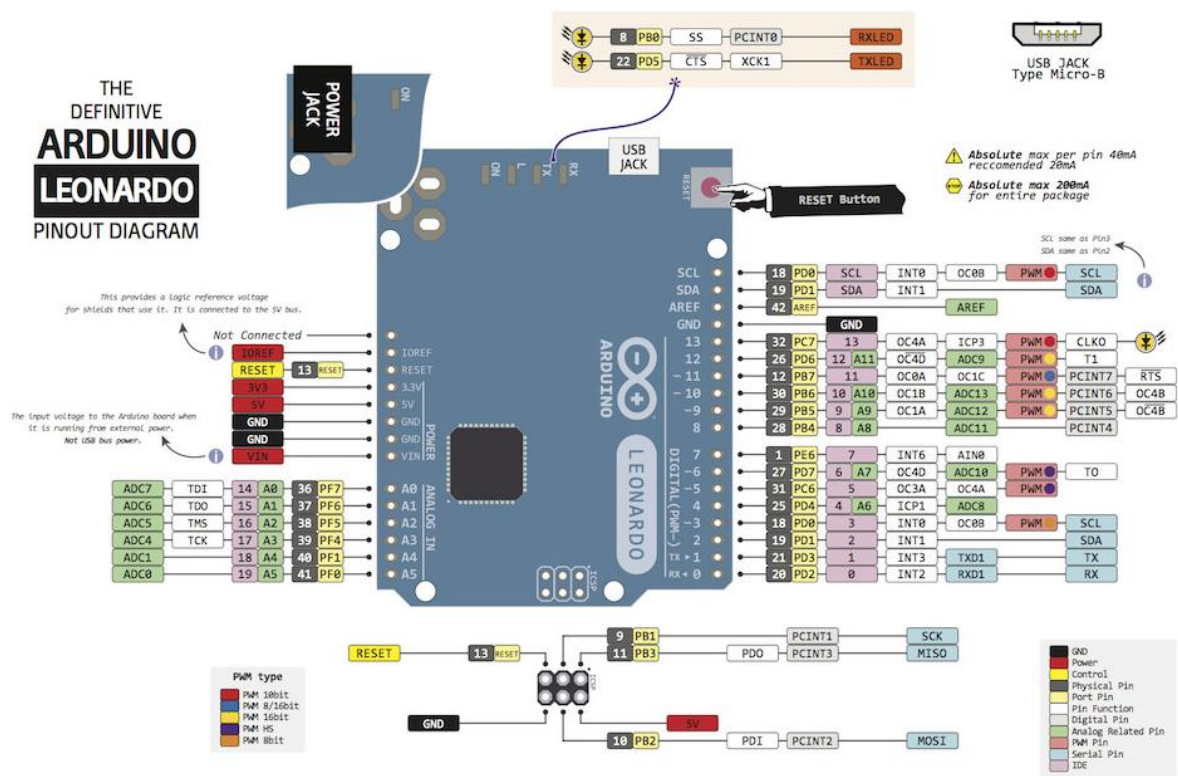 THE
DEFINITIVE
ARDUINO
LEONARDO
PINOUT DIAGRAM
POWER JACK
ON
8 PB0 SS PCINT0 RXLED
22 PD5 CTS XCK1 TXLED
USB JACK
Type Micro-B
USB
JACK
ON L TX RX
RESET
RESET Button
Absolute max per pin 40mA
reccomended 20mA
Absolute max 200mA
for entire package
SCL same as Pin3
SDA same as Pin2
This provides a logic reference voltage
for shields that use it. It is connected to the 5V bus.
Not Connected
IOREF IOREF
RESET 13 RESET RESET
3V3 3.3V
5V 5V
GND GND
GND GND
VIN VIN
POWER
The input voltage to the Arduino board when
it is running from external power.
Not USB bus power.
ADC7 TDI 14 A0 36 PF7 A0
ADC6 TDO 15 A1 37 PF6 A1
ADC5 TMS 16 A2 38 PF5 A2
ADC4 TCK 17 A3 39 PF4 A3
ADC1 18 A4 40 PF1 A4
ADC0 19 A5 41 PF0 A5
ANALOG IN
ARDUINO
LEONARDO
DIGITAL(PWM~)
ICSP
SCL 18 PD0 SCL INT0 OC0B PWM SCL
SDA 19 PD1 SDA INT1 SDA
AREF 42 AREF AREF
GND GND
13 32 PC7 13 OC4A ICP3 PWM CLKO
12 26 PD6 12 A11 OC4D ADC9 PWM T1
~11 12 PB7 11 OC0A OC1C PWM PCINT7 RTS
~10 30 PB6 10 A10 OC1B ADC13 PWM PCINT6 OC4B
~9 29 PB5 9 A9 OC1A ADC12 PWM PCINT5 OC4B
8 28 PB4 8 A8 ADC11 PCINT4
7 1 PE6 7 INT6 AIN0
~6 27 PD7 6 A7 OC4D ADC10 PWM TO
~5 31 PC6 5 OC3A OC4A PWM
4 25 PD4 4 A6 ICP1 ADC8
~3 18 PD0 3 INT0 OC0B PWM SCL
2 19 PD1 2 INT1 SDA
TX ▸ 1 21 PD3 1 INT3 TXD1 TX
RX ◂ 0 20 PD2 0 INT2 RXD1 RX
9 PB1 PCINT1 SCK
RESET 13 RESET 11 PB3 PDO PCINT3 MISO
ICSP
GND 5V
10 PB2 PDI PCINT2 MOSI
PWM type
PWM 10bit
PWM 8/16bit
PWM 16bit
PWM HS
PWM 8bit
GND
Power
Control
Physical Pin
Port Pin
Pin Function
Digital Pin
Analog Related Pin
PWM Pin
Serial Pin
IDE